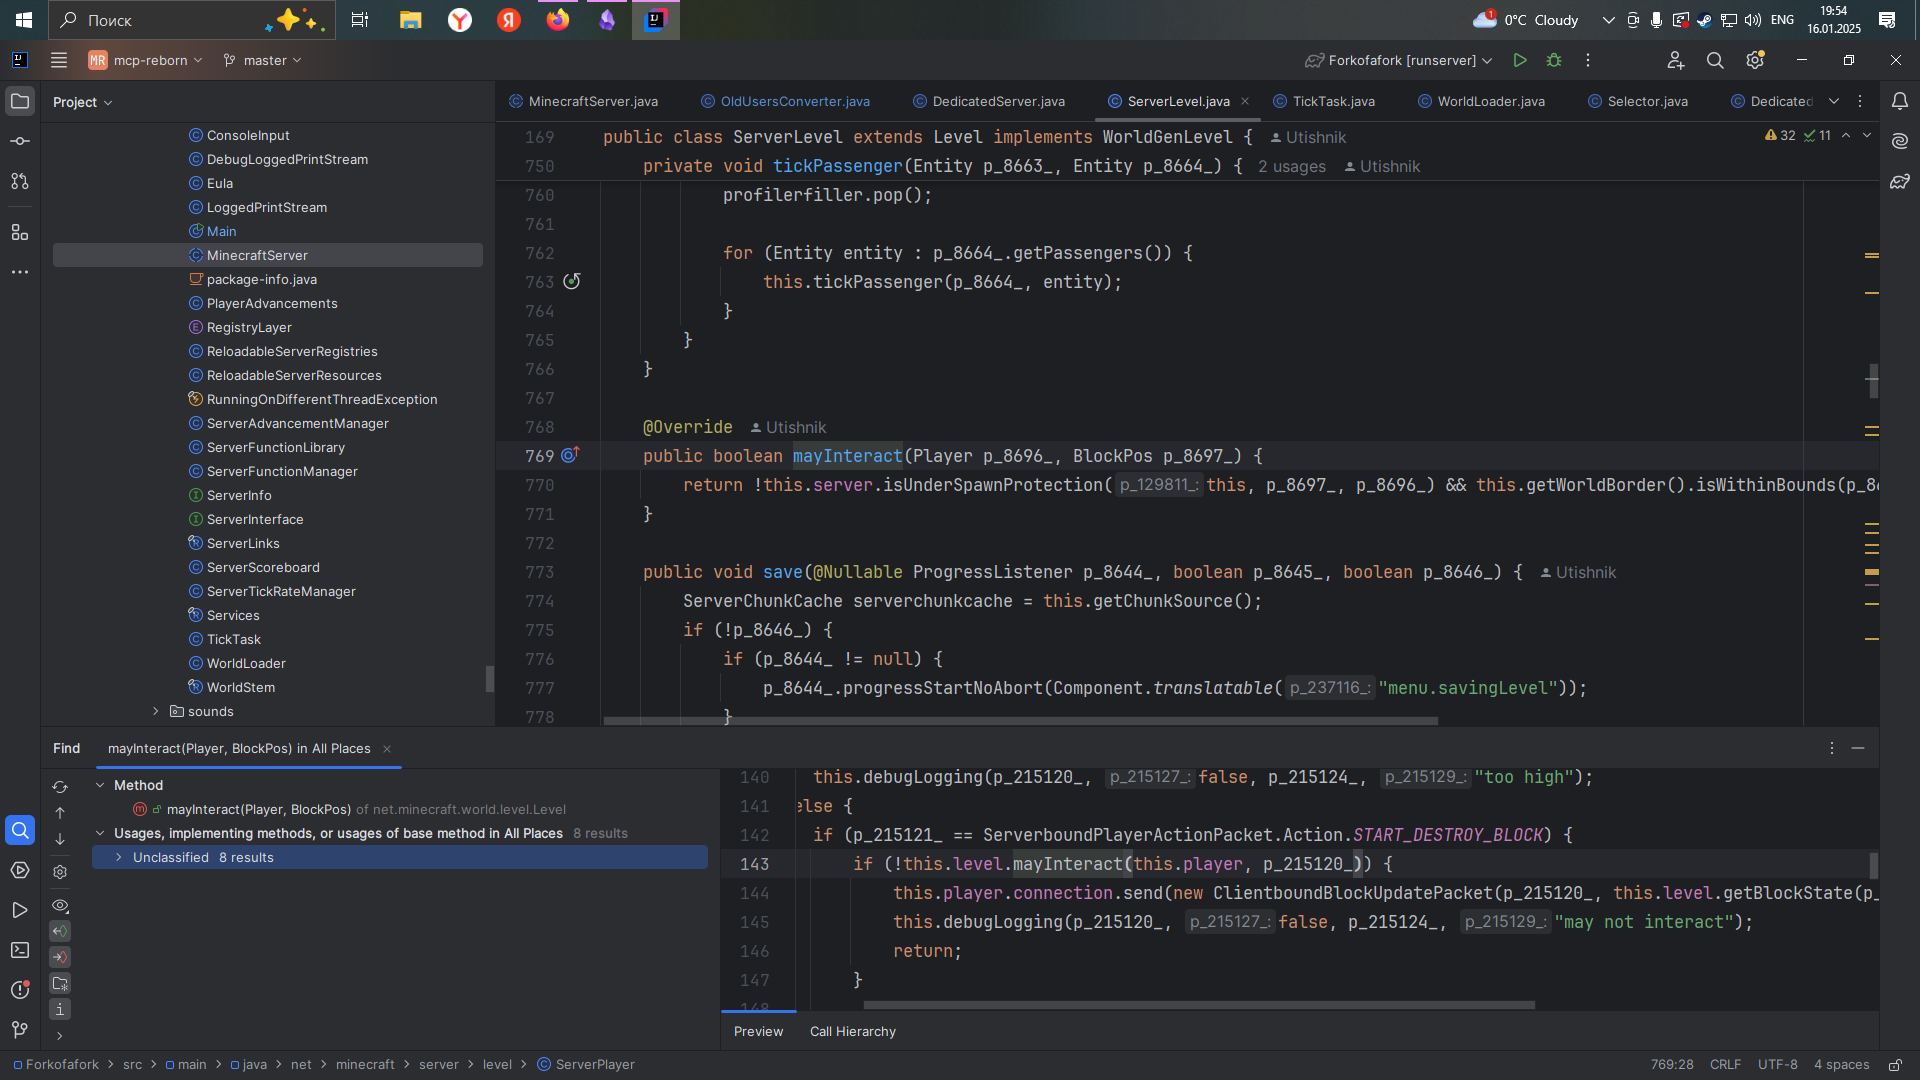 Поиск
0°C Cloudy
ENG
19:54
16.01.2025
MR mcp-reborn
master
Forkofafork [runserver]
Project
ConsoleInput
DebugLoggedPrintStream
Eula
LoggedPrintStream
Main
MinecraftServer
package-info.java
PlayerAdvancements
RegistryLayer
ReloadableServerRegistries
ReloadableServerResources
RunningOnDifferentThreadException
ServerAdvancementManager
ServerFunctionLibrary
ServerFunctionManager
ServerInfo
ServerInterface
ServerLinks
ServerScoreboard
ServerTickRateManager
Services
TickTask
WorldLoader
WorldStem
sounds
MinecraftServer.java OldUsersConverter.java DedicatedServer.java ServerLevel.java TickTask.java WorldLoader.java Selector.java Dedicated
32 11
169 public class ServerLevel extends Level implements WorldGenLevel { Utishnik
750 private void tickPassenger(Entity p_8663_, Entity p_8664_) { 2 usages Utishnik
760 profilerfiller.pop();
761
762 for (Entity entity : p_8664_.getPassengers()) {
763 this.tickPassenger(p_8664_, entity);
764 }
765 }
766 }
767
768 @Override Utishnik
769 public boolean mayInteract(Player p_8696_, BlockPos p_8697_) {
770 return !this.server.isUnderSpawnProtection( p_129811_: this, p_8697_, p_8696_) && this.getWorldBorder().isWithinBounds(p_8
771 }
772
773 public void save(@Nullable ProgressListener p_8644_, boolean p_8645_, boolean p_8646_) { Utishnik
774 ServerChunkCache serverchunkcache = this.getChunkSource();
775 if (!p_8646_) {
776 if (p_8644_ != null) {
777 p_8644_.progressStartNoAbort(Component.translatable( p_237116_: "menu.savingLevel"));
778 }
Find mayInteract(Player, BlockPos) in All Places
Method
mayInteract(Player, BlockPos) of net.minecraft.world.level.Level
Usages, implementing methods, or usages of base method in All Places 8 results
Unclassified 8 results
140 this.debugLogging(p_215120_, p_215127_: false, p_215124_, p_215129_: "too high");
141 else {
142 if (p_215121_ == ServerboundPlayerActionPacket.Action.START_DESTROY_BLOCK) {
143 if (!this.level.mayInteract(this.player, p_215120_)) {
144 this.player.connection.send(new ClientboundBlockUpdatePacket(p_215120_, this.level.getBlockState(p_
145 this.debugLogging(p_215120_, p_215127_: false, p_215124_, p_215129_: "may not interact");
146 return;
147 }
148
Preview Call Hierarchy
Forkofafork > src > main > java > net > minecraft > server > level > ServerPlayer
769:28 CRLF UTF-8 4 spaces